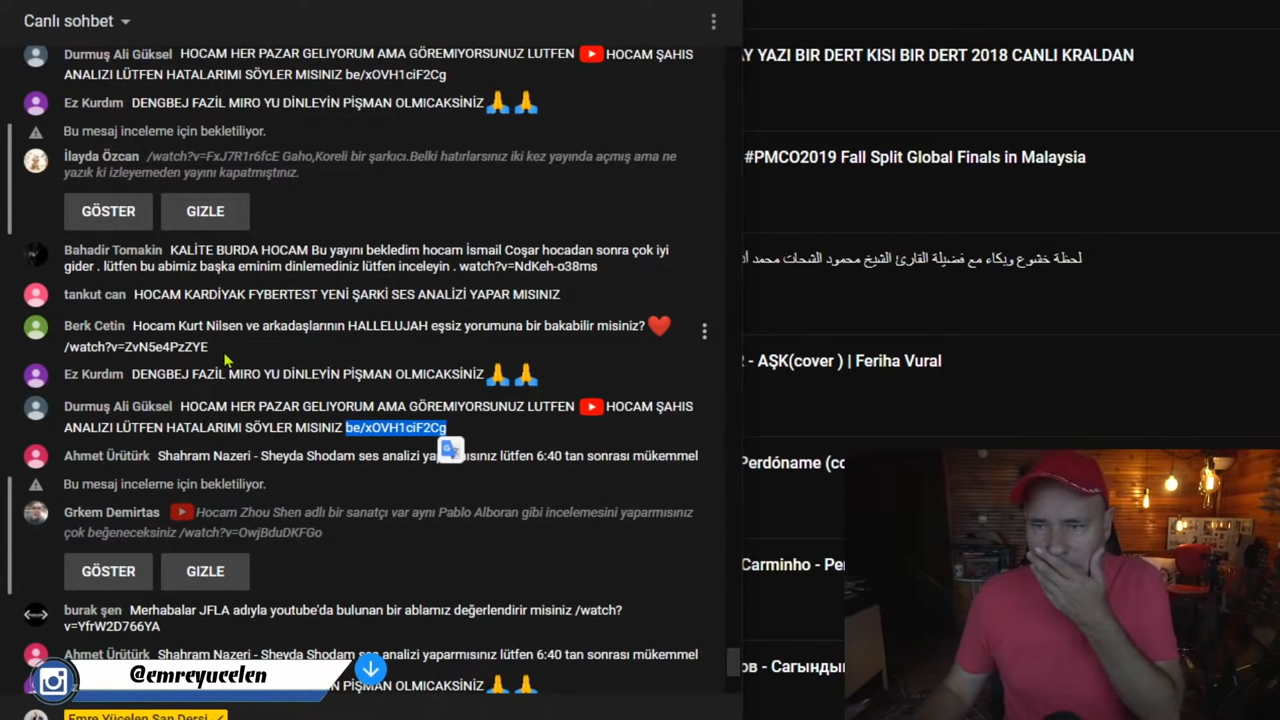 Canlı sohbet
Durmuş Ali Güksel HOCAM HER PAZAR GELIYORUM AMA GÖREMIYORSUNUZ LUTFEN HOCAM ŞAHIS
ANALIZI LÜTFEN HATALARIMI SÖYLER MISINIZ be/xOVH1ciF2Cg
Ez Kurdım DENGBEJ FAZİL MIRO YU DİNLEYİN PİŞMAN OLMICAKSİNİZ
Bu mesaj inceleme için bekletiliyor.
İlayda Özcan /watch?v=FxJ7R1r6fcE Gaho,Koreli bir şarkıcı.Belki hatırlarsınız iki kez yayında açmış ama ne
yazık ki izleyemeden yayını kapatmıştınız.
GÖSTER GIZLE
Bahadir Tomakin KALİTE BURDA HOCAM Bu yayını bekledim hocam İsmail Coşar hocadan sonra çok iyi
gider . lütfen bu abimiz başka eminim dinlemediniz lütfen inceleyin . watch?v=NdKeh-o38ms
tankut can HOCAM KARDİYAK FYBERTEST YENİ ŞARKİ SES ANALİZİ YAPAR MISINIZ
Berk Cetin Hocam Kurt Nilsen ve arkadaşlarının HALLELUJAH eşsiz yorumuna bir bakabilir misiniz?
/watch?v=ZvN5e4PzZYE
Ez Kurdım DENGBEJ FAZİL MIRO YU DİNLEYİN PİŞMAN OLMICAKSİNİZ
Durmuş Ali Güksel HOCAM HER PAZAR GELIYORUM AMA GÖREMIYORSUNUZ LUTFEN HOCAM ŞAHIS
ANALIZI LÜTFEN HATALARIMI SÖYLER MISINIZ be/xOVH1ciF2Cg
Ahmet Ürütürk Shahram Nazeri - Sheyda Shodam ses analizi yaparmısınız lütfen 6:40 tan sonrası mükemmel
Bu mesaj inceleme için bekletiliyor.
Grkem Demirtas Hocam Zhou Shen adlı bir sanatçı var aynı Pablo Alboran gibi incelemesini yaparmısınız
çok beğeneceksiniz /watch?v=OwjBduDKFGo
GÖSTER GIZLE
burak şen Merhabalar JFLA adıyla youtube'da bulunan bir ablamız değerlendirir misiniz /watch?
v=YfrW2D766YA
Ahmet Ürütürk Shahram Nazeri - Sheyda Shodam ses analizi yaparmısınız lütfen 6:40 tan sonrası mükemmel
YU DİNLEYİN PİŞMAN OLMICAKSİNİZ
@emreyucelen
Emre Yücelen Şan Dersi
AY YAZI BIR DERT KISI BIR DERT 2018 CANLI KRALDAN
#PMCO2019 Fall Split Global Finals in Malaysia
لحظة خشوع وبكاء مع فضيلة القارئ الشيخ محمود الشحات محمد
R - AŞK(cover ) | Feriha Vural
Perdóname (co
Carminho - Per
ов - Сағынды